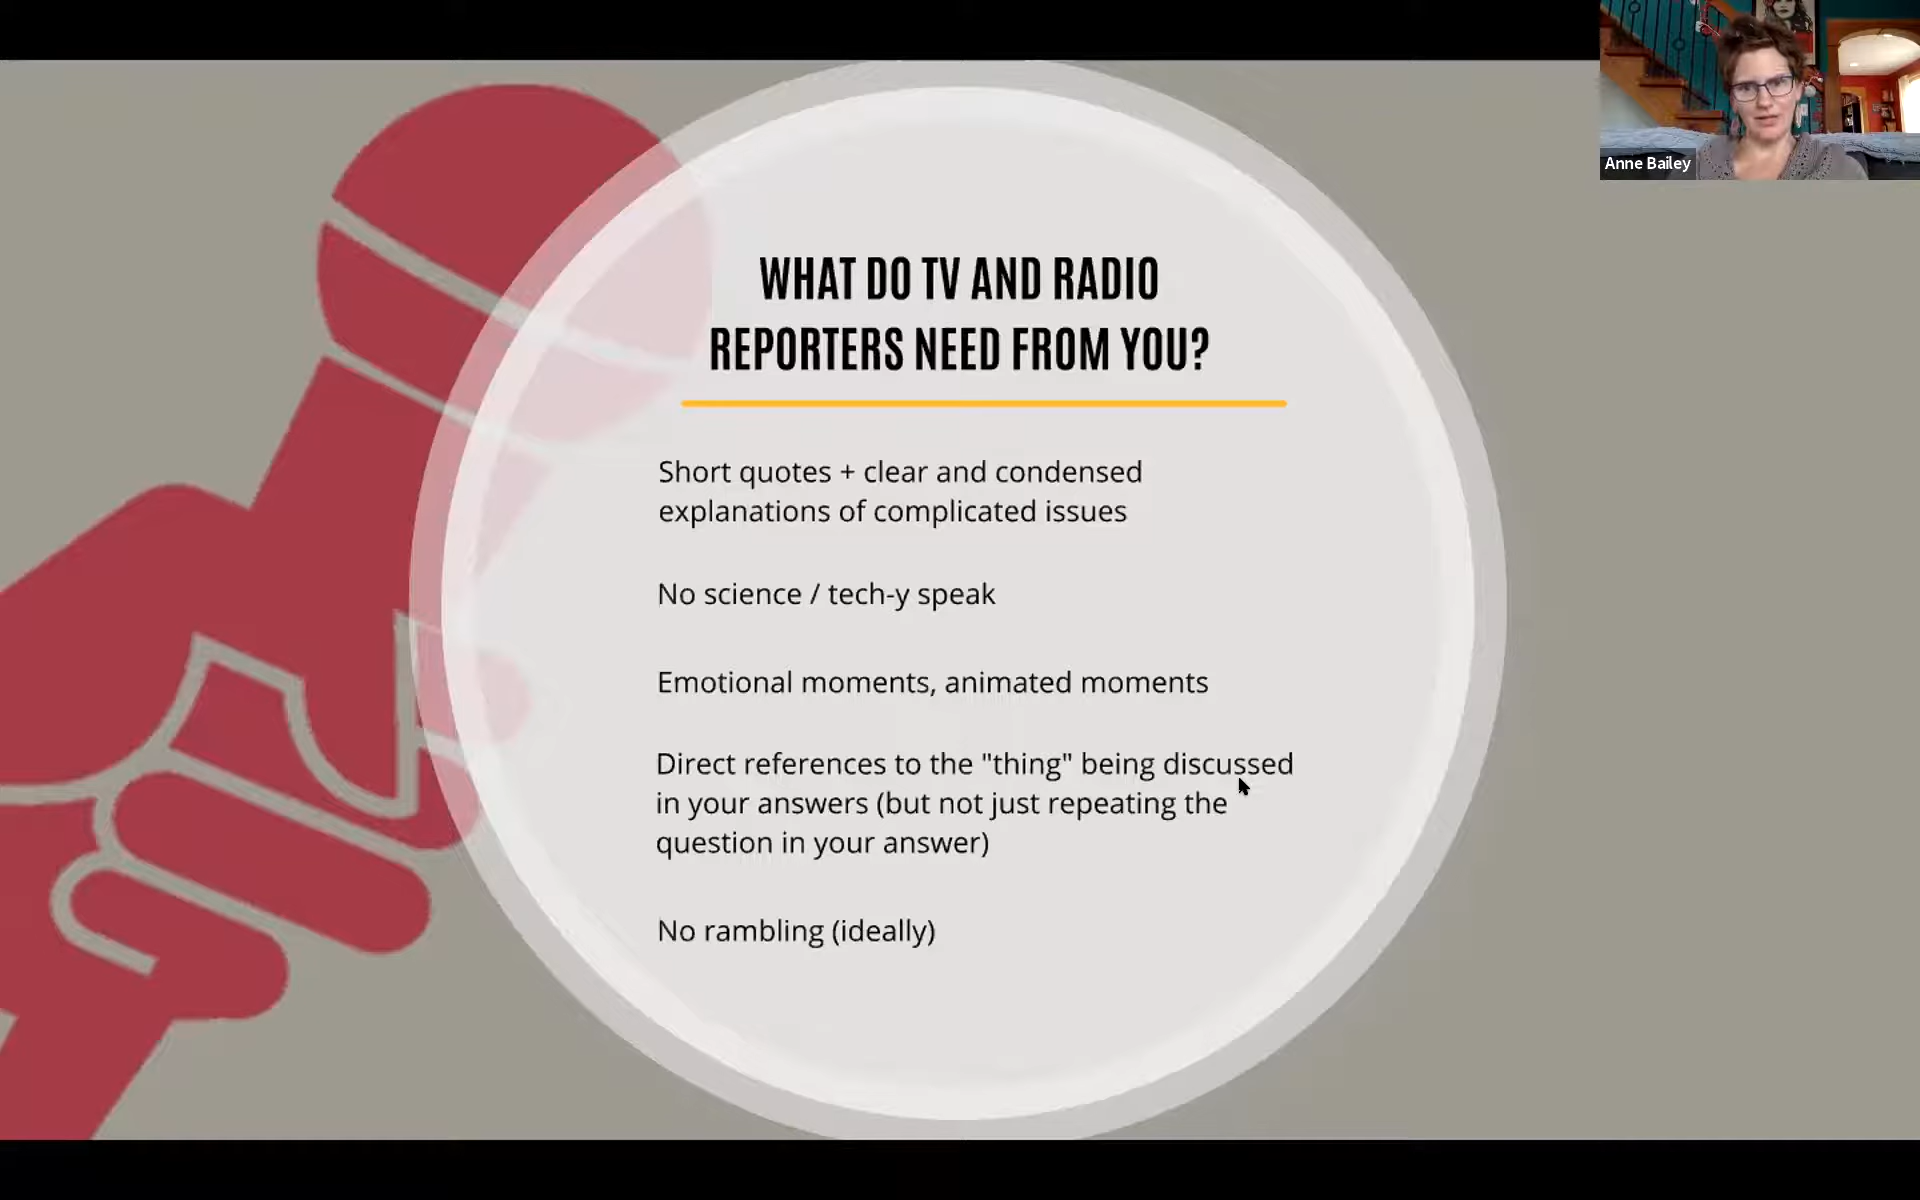 Anne Bailey
WHAT DO TV AND RADIO
REPORTERS NEED FROM YOU?
Short quotes + clear and condensed
explanations of complicated issues
No science / tech-y speak
Emotional moments, animated moments
Direct references to the "thing" being discussed
in your answers (but not just repeating the
question in your answer)
No rambling (ideally)